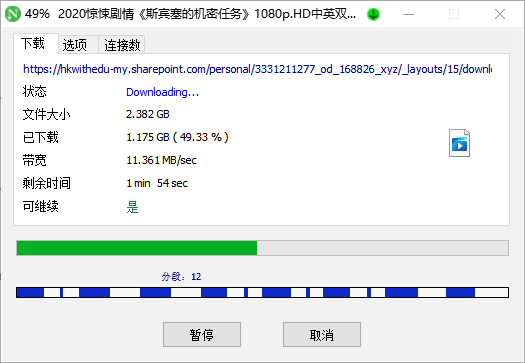 49% 2020惊悚剧情《斯宾塞的机密任务》1080p.HD中英双...
下载 选项 连接数
https://hkwithedu-my.sharepoint.com/personal/3331211277_od_168826_xyz/_layouts/15/downl
状态 Downloading...
文件大小 2.382 GB
已下载 1.175 GB ( 49.33 % )
带宽 11.361 MB/sec
剩余时间 1 min 54 sec
可继续 是
分段：12
暂停 取消